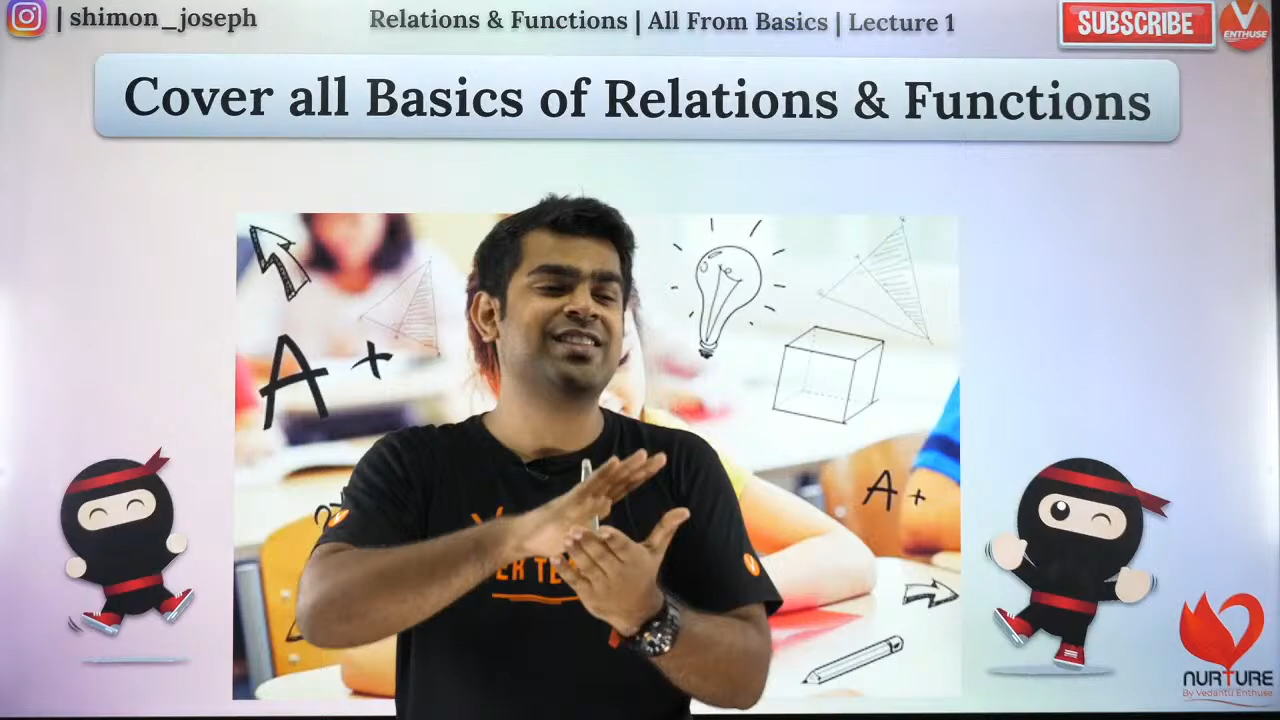 | shimon_joseph
Relations & Functions | All From Basics | Lecture 1
SUBSCRIBE
V
ENTHUSE
Cover all Basics of Relations & Functions
A +
A +
NURTURE
By Vedantu Enthuse